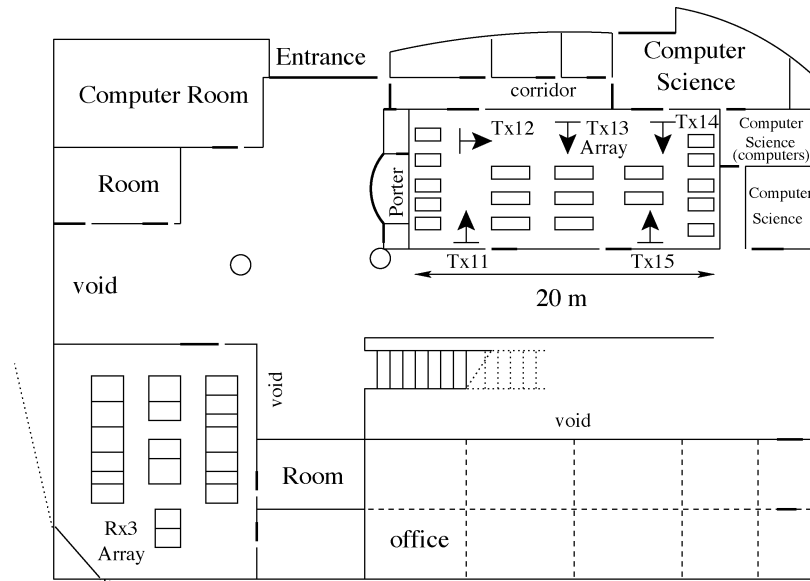 Entrance
Computer
Science
Computer Room
corridor
Tx12
Tx13
Array
Tx14
Computer
Science
(computers)
Room
Porter
Computer
Science
void
Tx11
Tx15
20 m
void
void
Room
Rx3
Array
office